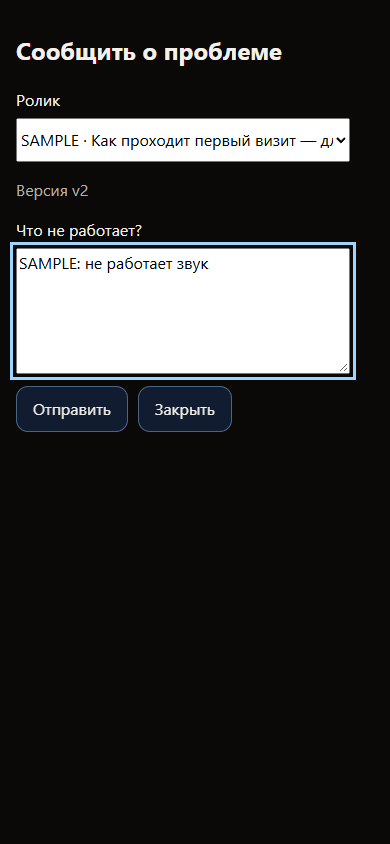 Сообщить о проблеме
Ролик
SAMPLE · Как проходит первый визит — дл
Версия v2
Что не работает?
SAMPLE: не работает звук
Отправить Закрыть